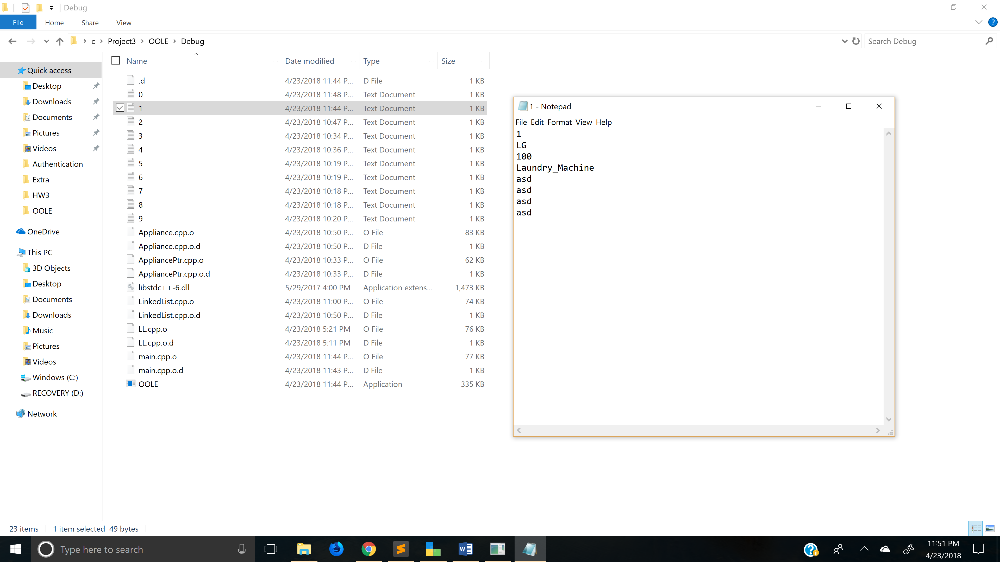 Debug
File Home Share View
c Project3 OOLE Debug
Search Debug
Name Date modified Type Size
Quick access
Desktop
Downloads
Documents
Pictures
Videos
Authentication
Extra
HW3
OOLE
OneDrive
This PC
3D Objects
Desktop
Documents
Downloads
Music
Pictures
Videos
Windows (C:)
RECOVERY (D:)
Network
.d 4/23/2018 11:44 P... D File 1 KB
0 4/23/2018 11:48 P... Text Document 1 KB
1 4/23/2018 11:44 P... Text Document 1 KB
2 4/23/2018 10:47 P... Text Document 1 KB
3 4/23/2018 10:34 P... Text Document 1 KB
4 4/23/2018 10:36 P... Text Document 1 KB
5 4/23/2018 10:19 P... Text Document 1 KB
6 4/23/2018 10:19 P... Text Document 1 KB
7 4/23/2018 10:18 P... Text Document 1 KB
8 4/23/2018 10:18 P... Text Document 1 KB
9 4/23/2018 10:20 P... Text Document 1 KB
Appliance.cpp.o 4/23/2018 10:50 P... O File 83 KB
Appliance.cpp.o.d 4/23/2018 10:50 P... D File 1 KB
AppliancePtr.cpp.o 4/23/2018 10:33 P... O File 62 KB
AppliancePtr.cpp.o.d 4/23/2018 10:33 P... D File 1 KB
libstdc++-6.dll 5/29/2017 4:00 PM Application extens... 1,473 KB
LinkedList.cpp.o 4/23/2018 11:00 P... O File 74 KB
LinkedList.cpp.o.d 4/23/2018 10:50 P... D File 1 KB
LL.cpp.o 4/23/2018 5:21 PM O File 76 KB
LL.cpp.o.d 4/23/2018 5:11 PM D File 1 KB
main.cpp.o 4/23/2018 11:44 P... O File 77 KB
main.cpp.o.d 4/23/2018 11:43 P... D File 1 KB
OOLE 4/23/2018 11:44 P... Application 335 KB
1 - Notepad
File Edit Format View Help
1
LG
100
Laundry_Machine
asd
asd
asd
asd
23 items 1 item selected 49 bytes
Type here to search
11:51 PM
4/23/2018